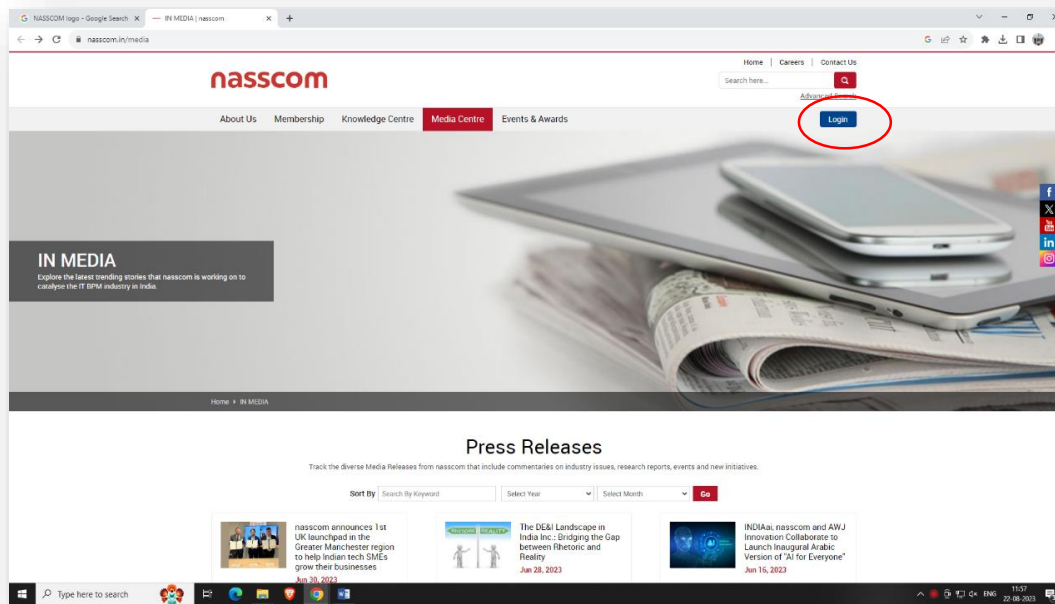 NASSCOM logo - Google Search
IN MEDIA | nasscom
nasscom.in/media
Home | Careers | Contact Us
nasscom
Search here...
Advanced Search
About Us Membership Knowledge Centre Media Centre Events & Awards Login
IN MEDIA
Explore the latest trending stories that nasscom is working on to
catalyse the IT BPM industry in India.
Home IN MEDIA
Press Releases
Track the diverse Media Releases from nasscom that include commentaries on industry issues, research reports, events and new initiatives.
Sort By Search By Keyword Select Year Select Month Go
nasscom announces 1st
UK launchpad in the
Greater Manchester region
to help Indian tech SMEs
grow their businesses
Jun 30, 2023
RHETORIC REALITY
The DE&I Landscape in
India Inc.: Bridging the Gap
between Rhetoric and
Reality
Jun 28, 2023
AI
INDIAai, nasscom and AWJ
Innovation Collaborate to
Launch Inaugural Arabic
Version of "AI for Everyone"
Jun 16, 2023
Type here to search
ENG
11:57
22-08-2023